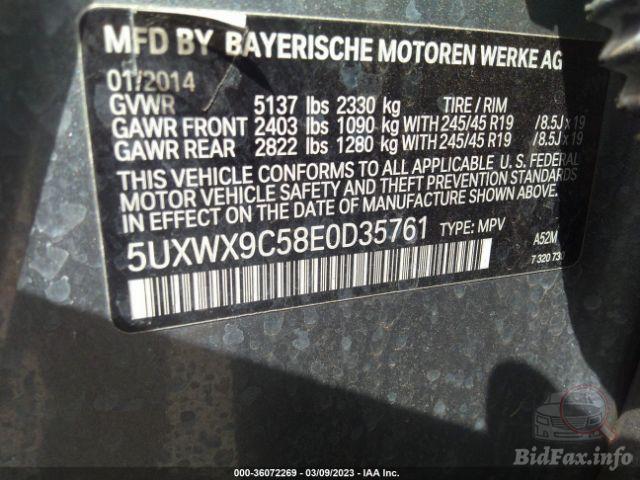 MFD BY BAYERISCHE MOTOREN WERKE AG
01/2014
GVWR 5137 lbs 2330 kg TIRE / RIM
GAWR FRONT 2403 lbs 1090 kg WITH 245/45 R19 /8.5J x 19
GAWR REAR 2822 lbs 1280 kg WITH 245/45 R19 /8.5J x 19
THIS VEHICLE CONFORMS TO ALL APPLICABLE U. S. FEDERAL
MOTOR VEHICLE SAFETY AND THEFT PREVENTION STANDARDS
IN EFFECT ON THE DATE OF MANUFACTURE SHOWN ABOVE.
5UXWX9C58E0D35761 TYPE: MPV A52M
7 320 730
000-36072269 - 03/09/2023 - IAA Inc.
BidFax.info